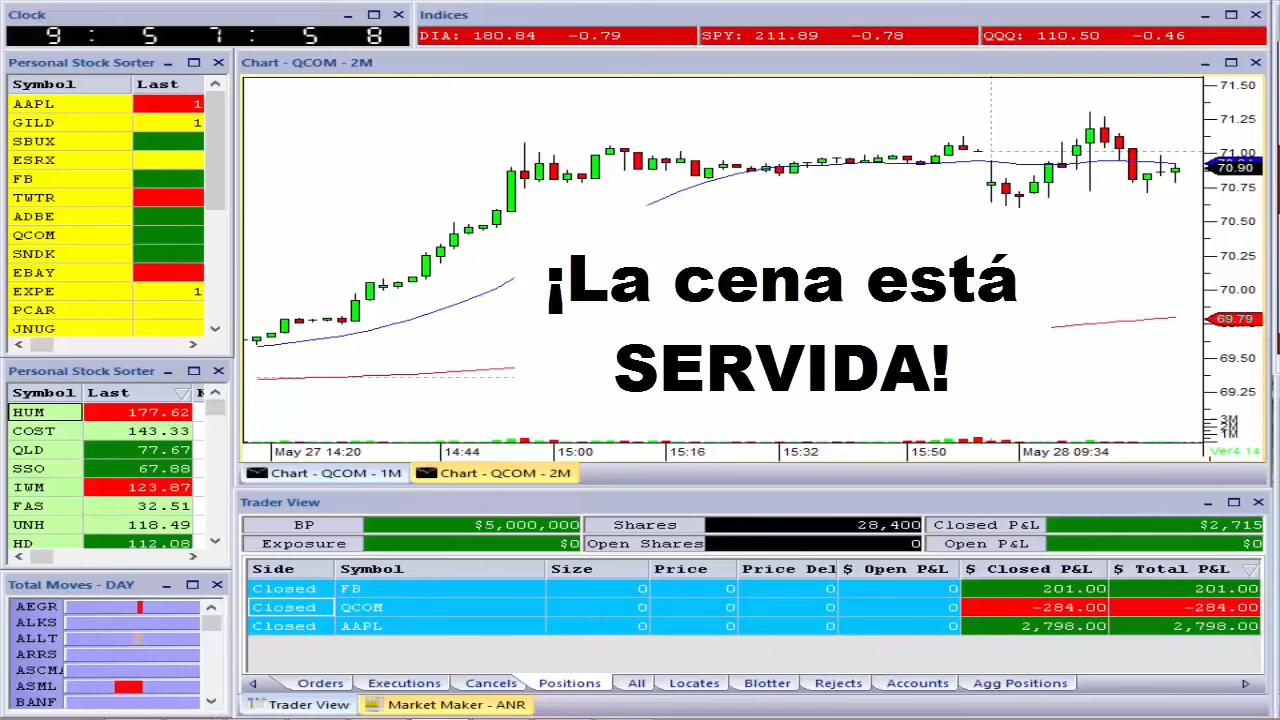 Clock
9 : 5 7 : 5 8
Indices
DIA: 180.84 -0.79 SPY: 211.89 -0.78 QQQ: 110.50 -0.46
Personal Stock Sorter
Symbol Last
AAPL 1
GILD 1
SBUX
ESRX
FB
TWTR
ADBE
QCOM
SNDK
EBAY
EXPE 1
PCAR
JNUG
Personal Stock Sorter
Symbol Last
HUM 177.62
COST 143.33
QLD 77.67
SSO 67.88
IWM 123.87
FAS 32.51
UNH 118.49
HD 112.08
Total Moves - DAY
AEGR
ALKS
ALLT
ARRS
ASCMA
ASML
BANF
Chart - QCOM - 2M
71.50
71.25
71.00
70.90
70.75
70.50
70.25
70.00
69.79
69.50
69.25
3M
2M
1M
¡La cena está
SERVIDA!
May 27 14:20 14:44 15:00 15:16 15:32 15:50 May 28 09:34 Ver4 14
Chart - QCOM - 1M Chart - QCOM - 2M
Trader View
BP $5,000,000 Shares 28,400 Closed P&L $2,715
Exposure $0 Open Shares 0 Open P&L $0
Side Symbol Size Price Price Del $ Open P&L $ Closed P&L $ Total P&L
Closed FB 0 0 0 0 201.00 201.00
Closed QCOM 0 0 0 0 -284.00 -284.00
Closed AAPL 0 0 0 0 2,798.00 2,798.00
Orders Executions Cancels Positions All Locates Blotter Rejects Accounts Agg Positions
Trader View Market Maker - ANR